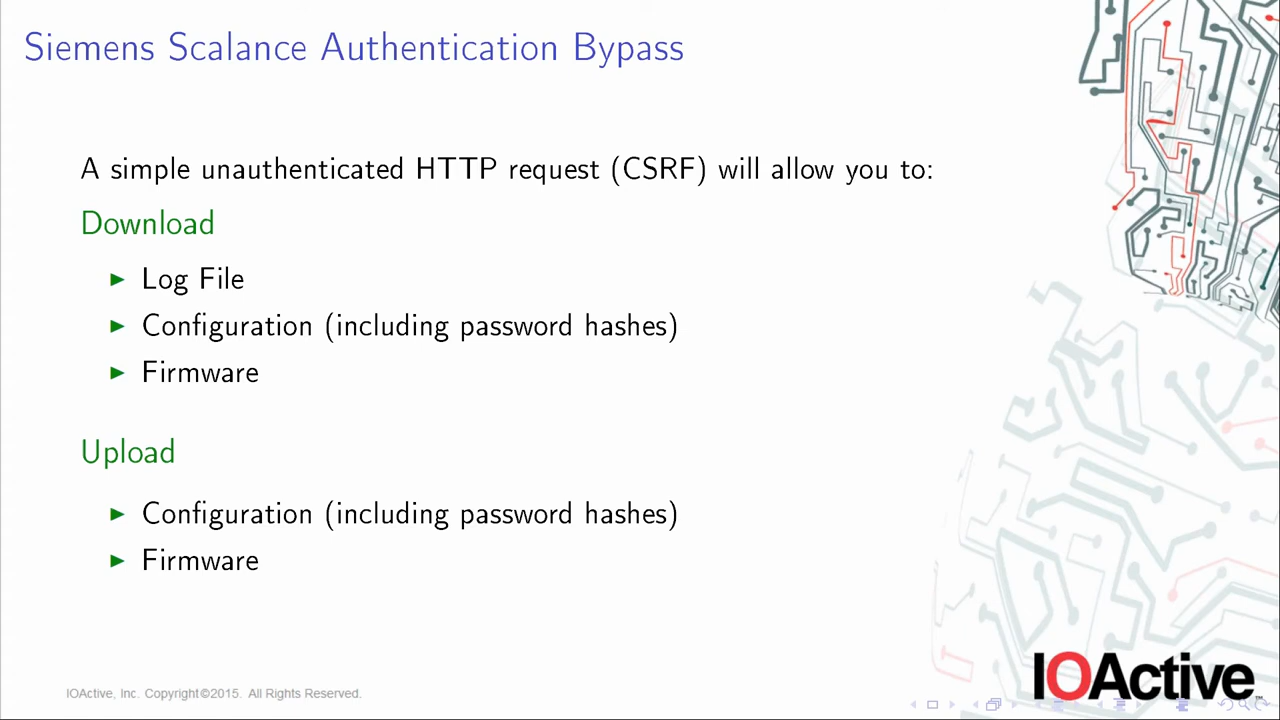 Siemens Scalance Authentication Bypass
A simple unauthenticated HTTP request (CSRF) will allow you to:
Download
Log File
Configuration (including password hashes)
Firmware
Upload
Configuration (including password hashes)
Firmware
IOActive, Inc. Copyright©2015. All Rights Reserved.
IOActive™